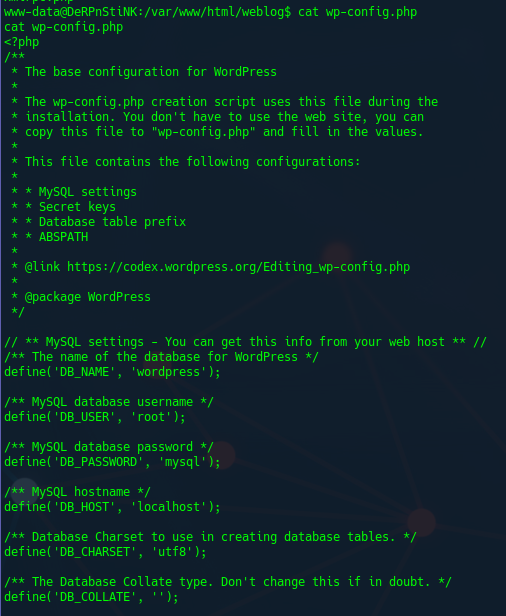 www-data@DeRPnStiNK:/var/www/html/weblog$ cat wp-config.php
cat wp-config.php
<?php
/**
 * The base configuration for WordPress
 *
 * The wp-config.php creation script uses this file during the
 * installation. You don't have to use the web site, you can
 * copy this file to "wp-config.php" and fill in the values.
 *
 * This file contains the following configurations:
 *
 * * MySQL settings
 * * Secret keys
 * * Database table prefix
 * * ABSPATH
 *
 * @link https://codex.wordpress.org/Editing_wp-config.php
 *
 * @package WordPress
 */

// ** MySQL settings - You can get this info from your web host ** //
/** The name of the database for WordPress */
define('DB_NAME', 'wordpress');

/** MySQL database username */
define('DB_USER', 'root');

/** MySQL database password */
define('DB_PASSWORD', 'mysql');

/** MySQL hostname */
define('DB_HOST', 'localhost');

/** Database Charset to use in creating database tables. */
define('DB_CHARSET', 'utf8');

/** The Database Collate type. Don't change this if in doubt. */
define('DB_COLLATE', '');